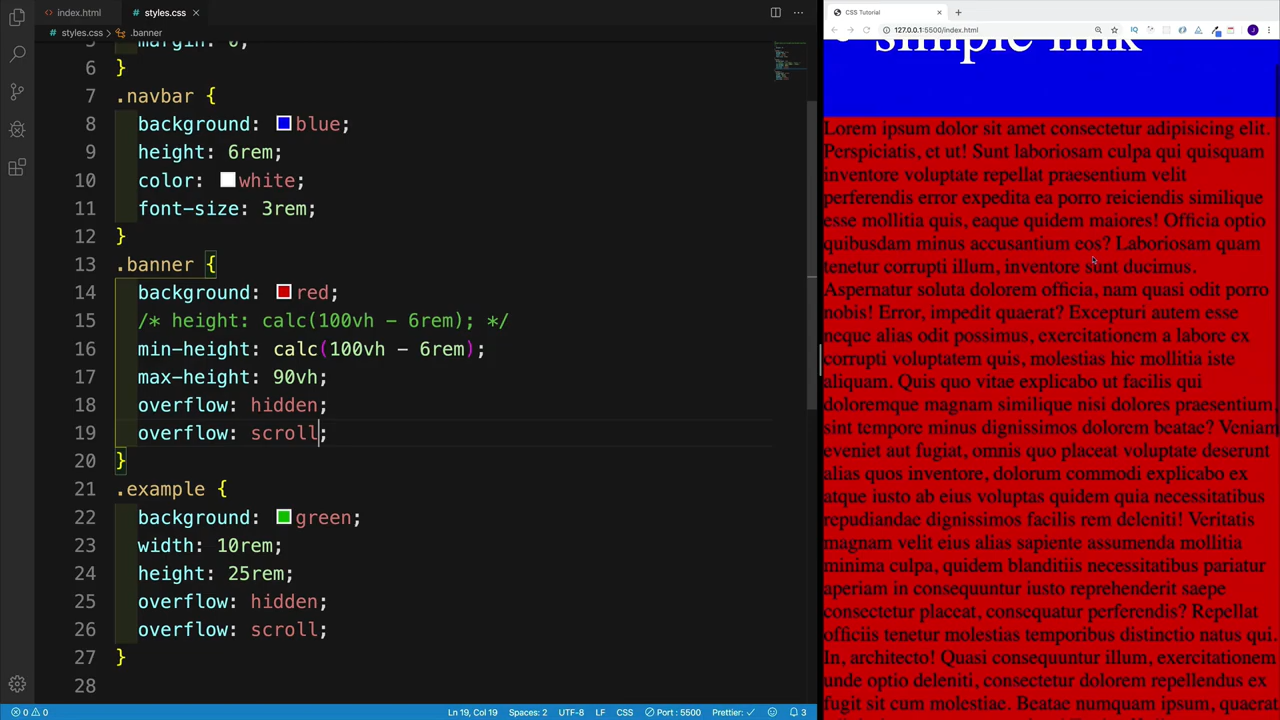 index.html
styles.css
styles.css > .banner
5 margin: 0;
6 }
7 .navbar {
8 background: blue;
9 height: 6rem;
10 color: white;
11 font-size: 3rem;
12 }
13 .banner {
14 background: red;
15 /* height: calc(100vh - 6rem); */
16 min-height: calc(100vh - 6rem);
17 max-height: 90vh;
18 overflow: hidden;
19 overflow: scroll;
20 }
21 .example {
22 background: green;
23 width: 10rem;
24 height: 25rem;
25 overflow: hidden;
26 overflow: scroll;
27 }
28
0 0 Ln 19, Col 19 Spaces: 2 UTF-8 LF CSS Port : 5500 Prettier: 3
CSS Tutorial
127.0.0.1:5500/index.html
simple link
Lorem ipsum dolor sit amet consectetur adipisicing elit.
Perspiciatis, et ut! Sunt laboriosam culpa qui quisquam
inventore voluptate repellat praesentium velit
perferendis error expedita ea porro reiciendis similique
esse mollitia quis, eaque quidem maiores! Officia optio
quibusdam minus accusantium eos? Laboriosam quam
tenetur corrupti illum, inventore sunt ducimus.
Aspernatur soluta dolorem officia, nam quasi odit porro
nobis! Error, impedit quaerat? Excepturi autem esse
neque alias odit possimus, exercitationem a labore ex
corrupti voluptatem quis, molestias hic mollitia iste
aliquam. Quis quo vitae explicabo ut facilis qui
doloremque magnam similique nisi dolores praesentium
sint tempore minus dignissimos dolorem beatae? Veniam
eveniet aut fugiat, omnis quo placeat voluptate deserunt
alias quos inventore, dolorum commodi explicabo ex
atque iusto ab eius voluptas quidem quia necessitatibus
repudiandae dignissimos facilis rem deleniti! Veritatis
magnam velit eius alias sapiente assumenda mollitia
minima culpa, quidem blanditiis necessitatibus pariatur
aperiam in consequuntur iusto reprehenderit saepe
consectetur placeat, consequatur perferendis? Repellat
officiis tenetur molestias temporibus distinctio natus qui.
In, architecto! Quasi consequuntur illum, exercitationem
unde optio deleniti, consectetur dolorem repellendus ex
fugit sit cum molestiae. Beatae numquam ipsum, quaerat